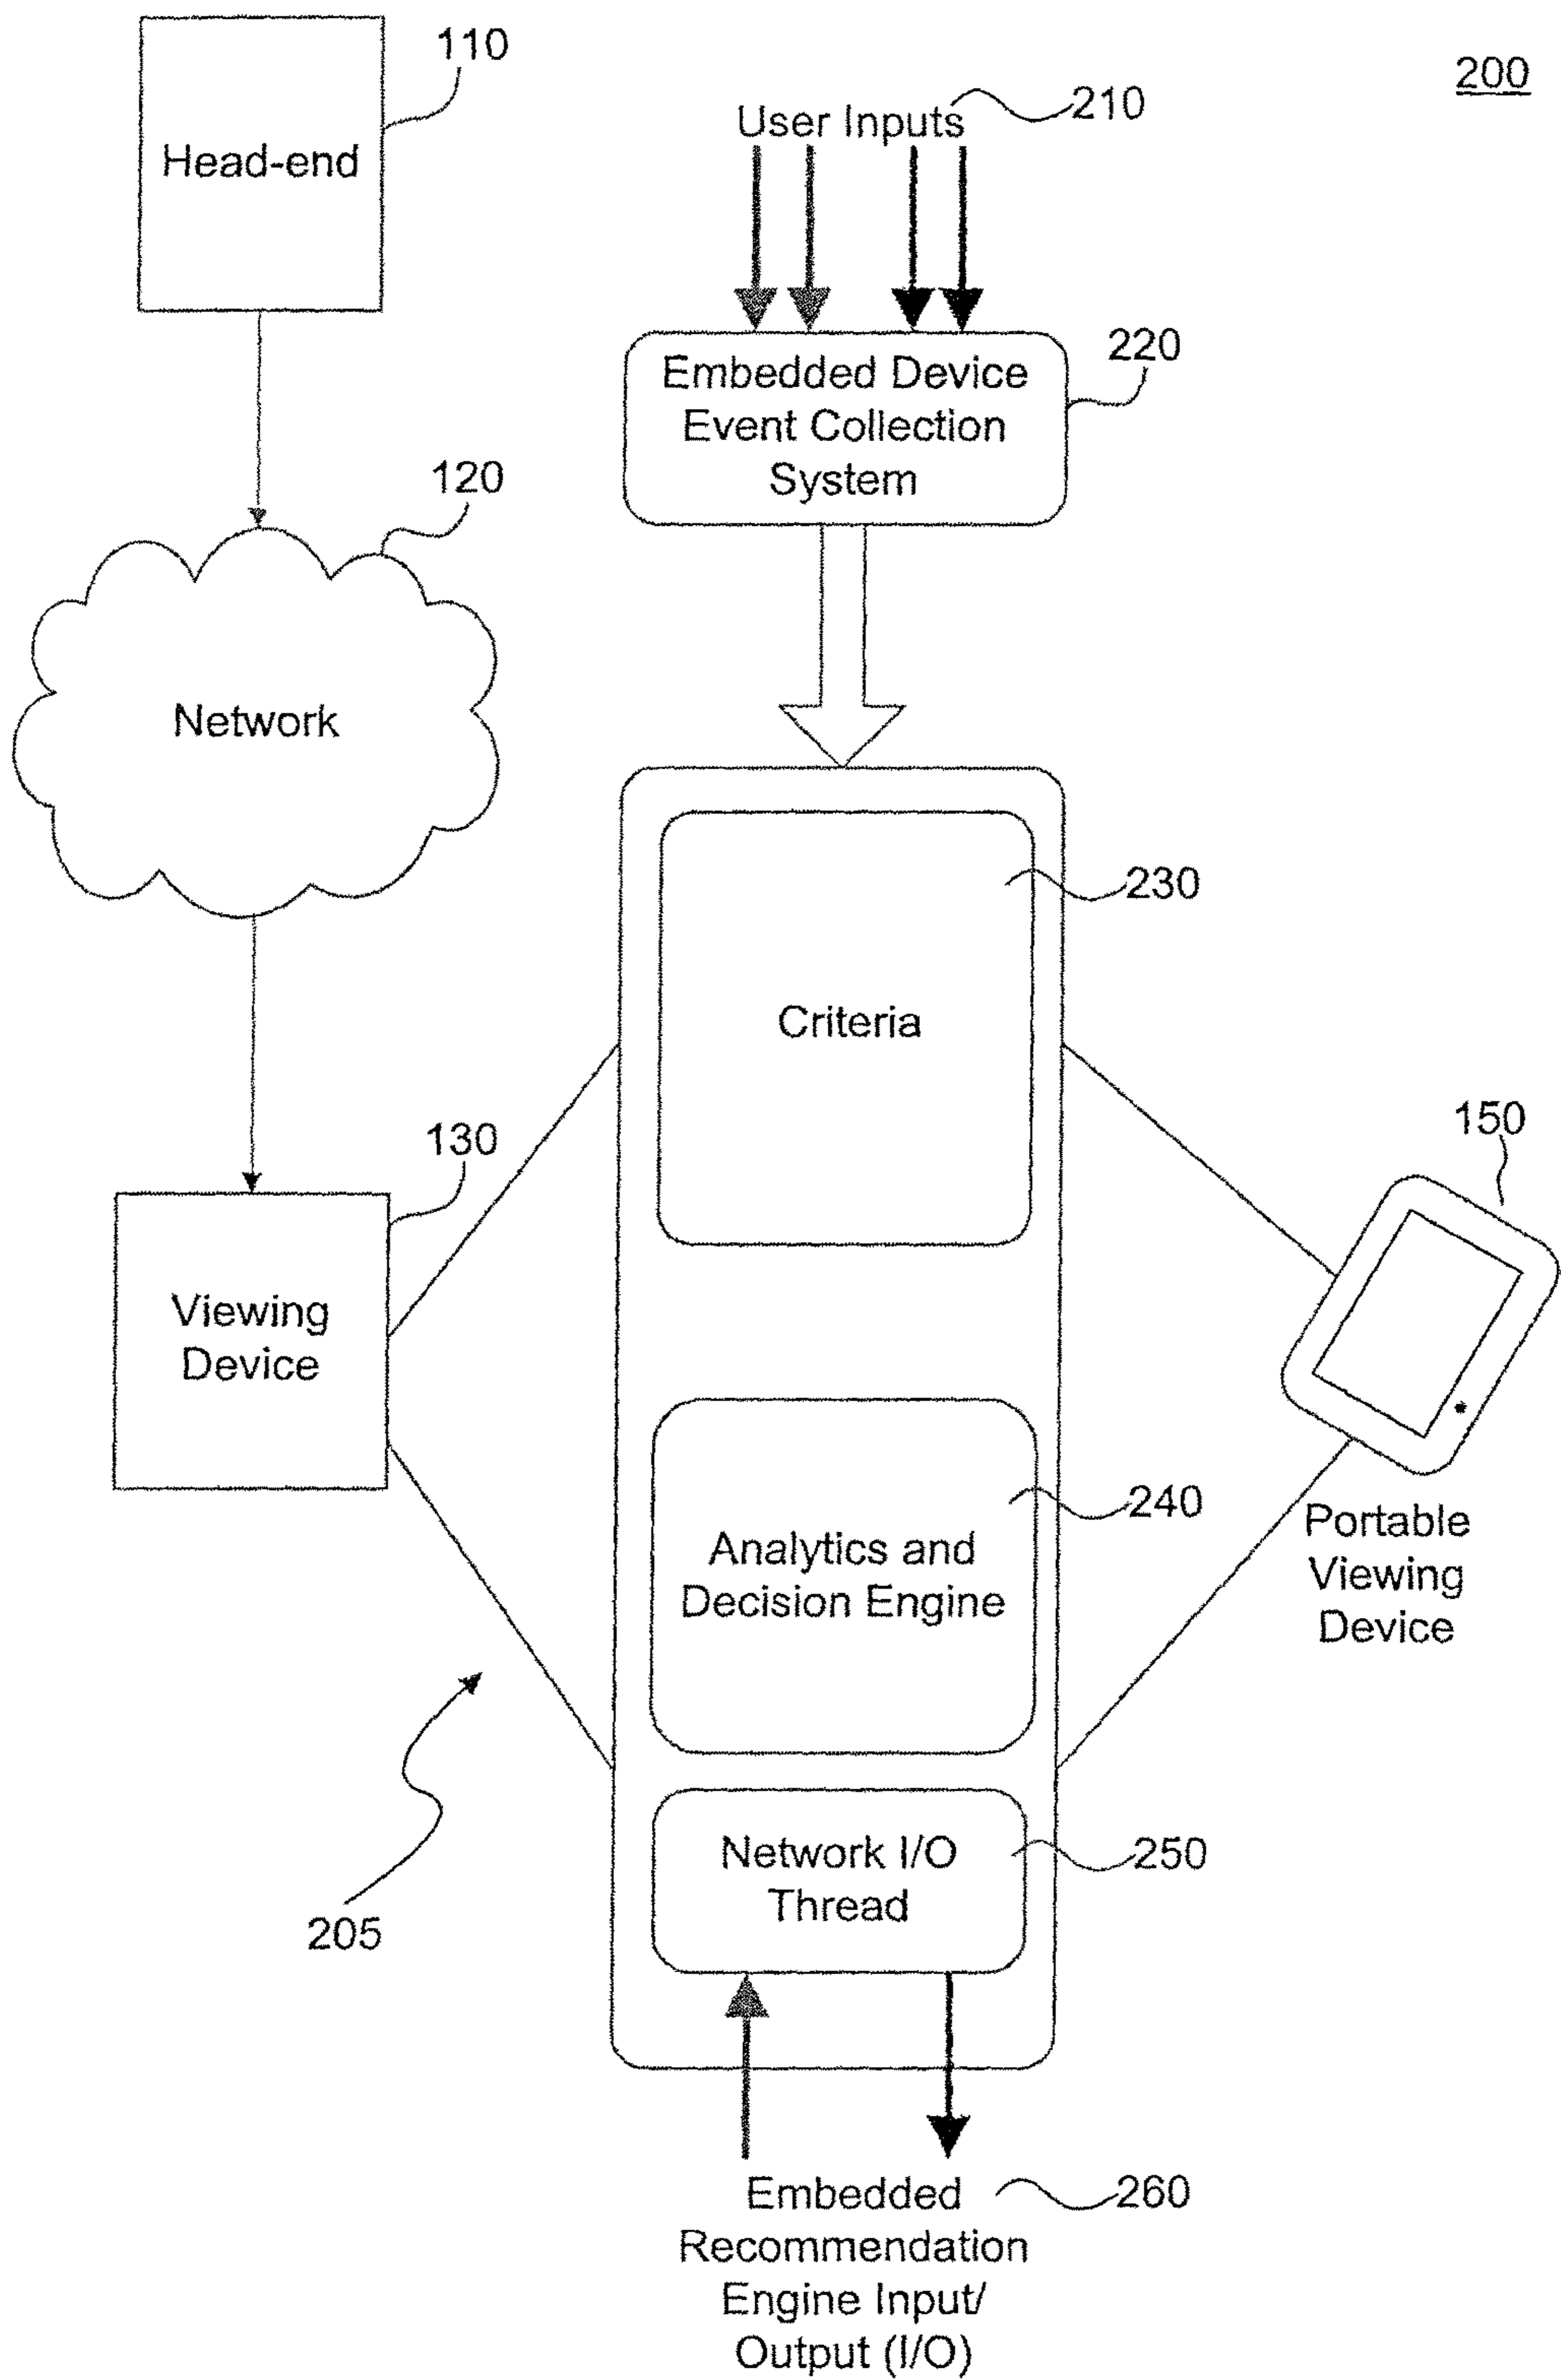 110
200
Head-end
User Inputs
210
Embedded Device
Event Collection
System
220
120
Network
230
Criteria
130
Viewing
Device
150
Portable
Viewing
Device
240
Analytics and
Decision Engine
250
Network I/O
Thread
205
Embedded
Recommendation
Engine Input/
Output (I/O)
260